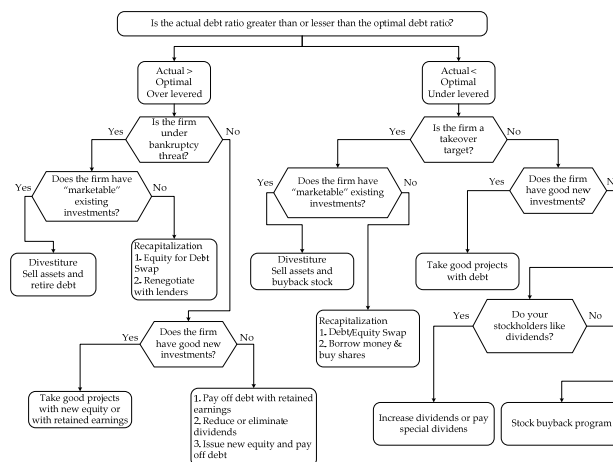 Is the actual debt ratio greater than or lesser than the optimal debt ratio?
Actual >
Optimal
Over levered
Actual<
Optimal
Under levered
Yes
Is the firm
under
bankruptcy
threat?
No
Yes
Is the firm a
takeover
target?
No
Yes
Does the firm have
"marketable"
existing
investments?
No
Yes
Does the firm have
"marketable" existing
investments?
No
Yes
Does the firm
have good new
investments?
Divestiture
Sell assets and
retire debt
Recapitalization
1. Equity for Debt
Swap
2. Renegotiate
with lenders
Divestiture
Sell assets and
buyback stock
Take good projects
with debt
Recapitalization
1. Debt/Equity Swap
2. Borrow money &
buy shares
Yes
Does the firm
have good new
investments?
No
Yes
Do your
stockholders like
dividends?
No
Take good projects
with new equity or
with retained earnings
1. Pay off debt with retained
earnings
2. Reduce or eliminate
dividends
3. Issue new equity and pay
off debt
Increase dividends or pay
special dividens
Stock buyback program